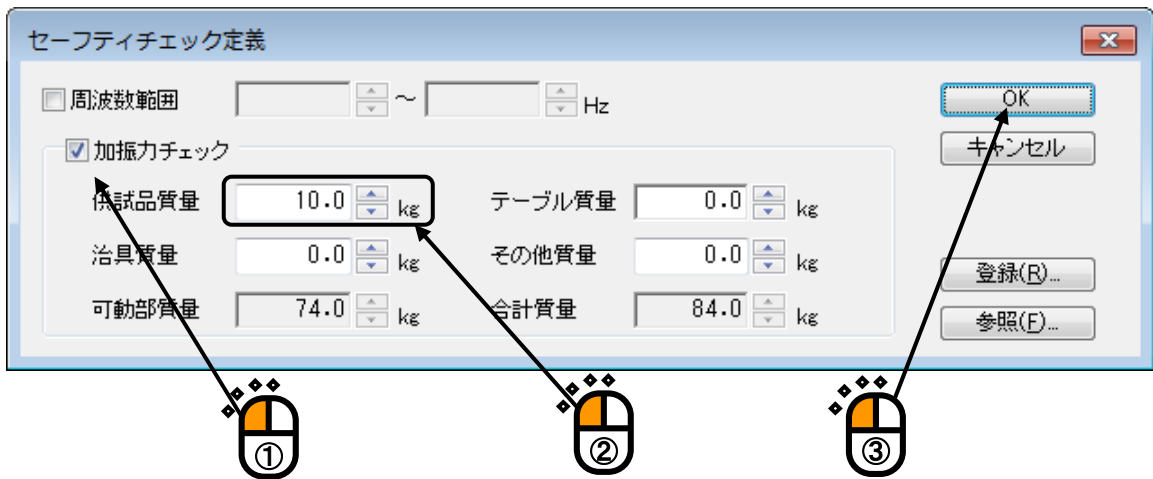 セーフティチェック定義
周波数範囲 ～ Hz
OK
加振力チェック
キャンセル
供試品質量 10.0 kg テーブル質量 0.0 kg
治具質量 0.0 kg その他質量 0.0 kg
登録(R)...
可動部質量 74.0 kg 合計質量 84.0 kg
参照(F)...
① ② ③